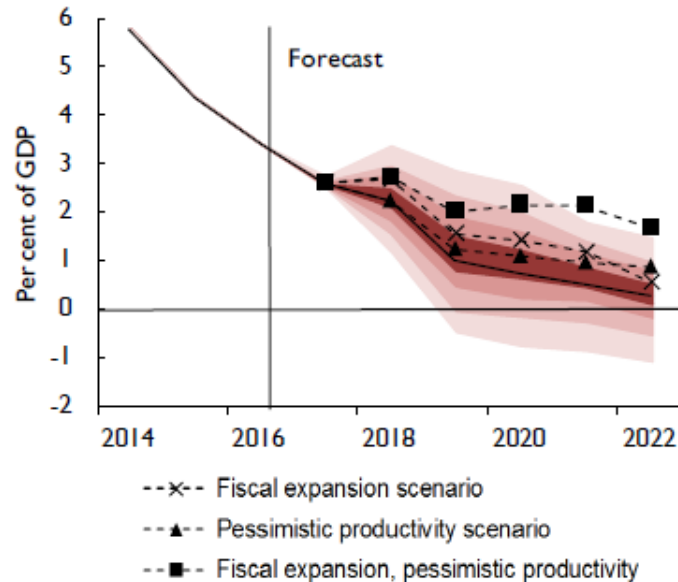 6
5
4
3
2
1
0
-1
-2
Per cent of GDP
Forecast
2014 2016 2018 2020 2022
Fiscal expansion scenario
Pessimistic productivity scenario
Fiscal expansion, pessimistic productivity